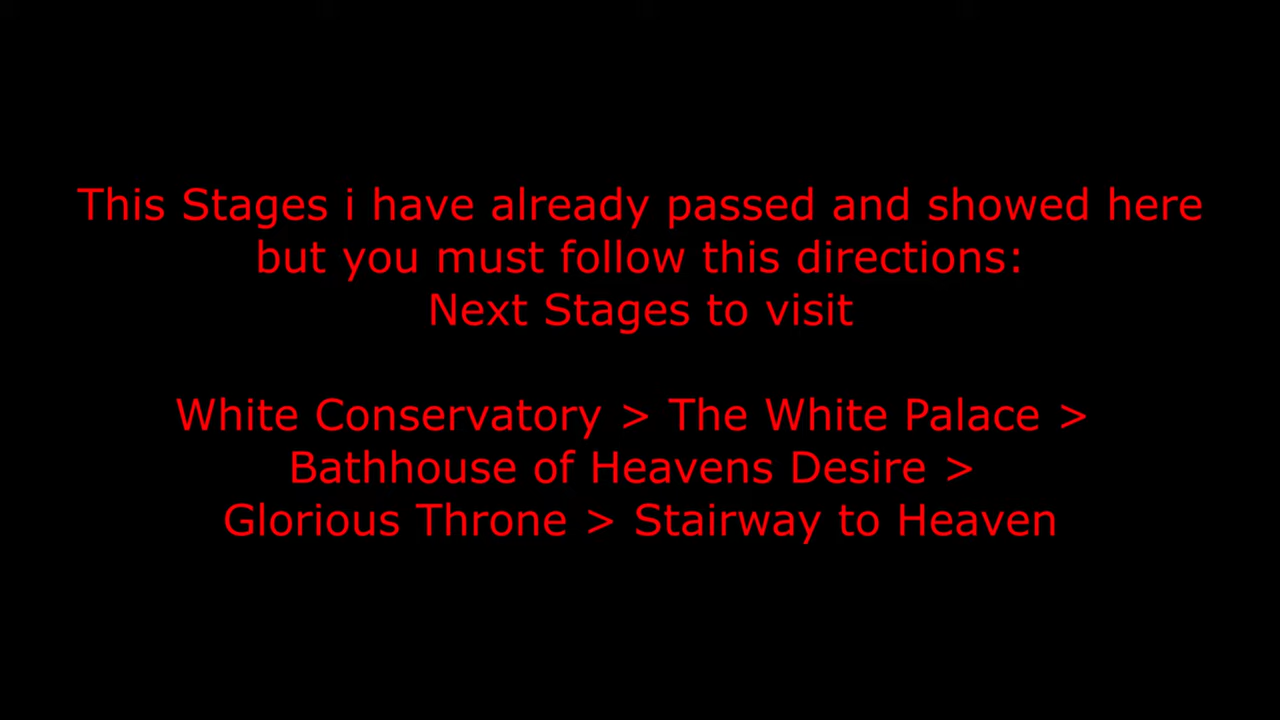 This Stages i have already passed and showed here
but you must follow this directions:
Next Stages to visit
White Conservatory > The White Palace >
Bathhouse of Heavens Desire >
Glorious Throne > Stairway to Heaven